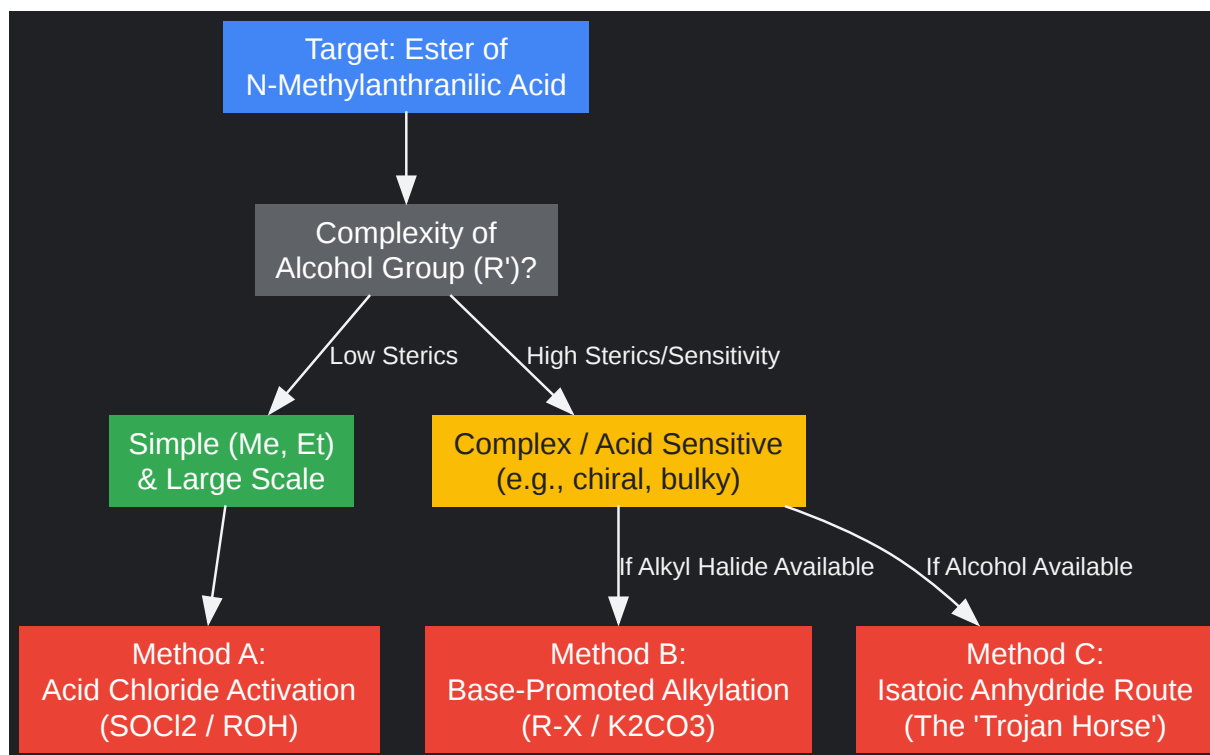 Target: Ester of
N-Methylanthranilic Acid
Complexity of
Alcohol Group (R')?
Low Sterics
High Sterics/Sensitivity
Simple (Me, Et)
& Large Scale
Complex / Acid Sensitive
(e.g., chiral, bulky)
If Alkyl Halide Available
If Alcohol Available
Method A:
Acid Chloride Activation
(SOCl2 / ROH)
Method B:
Base-Promoted Alkylation
(R-X / K2CO3)
Method C:
Isatoic Anhydride Route
(The 'Trojan Horse')